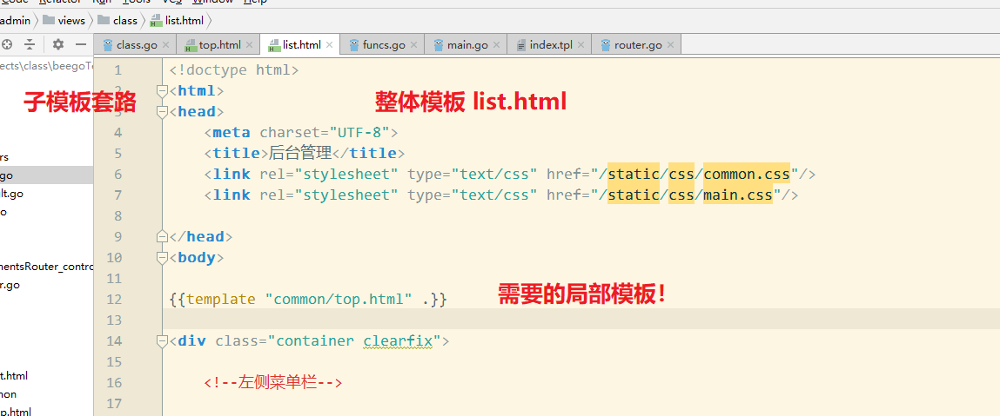 Code Refactor Run Tools VCS Window Help
admin views class list.html
class.go top.html list.html funcs.go main.go index.tpl router.go
ects\class\beegoTe
1 <!doctype html>
子模板套路
整体模板 list.html
2 <html>
3 <head>
4 <meta charset="UTF-8">
rs
5 <title>后台管理</title>
go
6 <link rel="stylesheet" type="text/css" href="/static/css/common.css"/>
lt.go
7 <link rel="stylesheet" type="text/css" href="/static/css/main.css"/>
o
8
9 </head>
10 <body>
mentsRouter_contro
11
r.go
12 {{template "common/top.html" .}}
需要的局部模板！
13
14 <div class="container clearfix">
15
t.html
16 <!--左侧菜单栏-->
mon
17
p.html